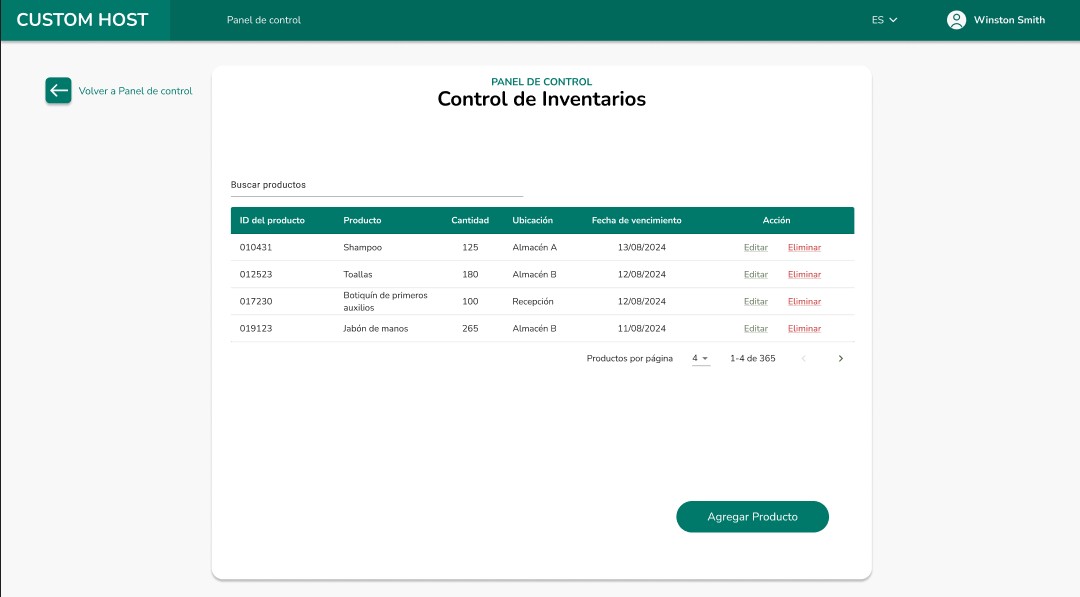 CUSTOM HOST Panel de control ES Winston Smith
Volver a Panel de control
PANEL DE CONTROL
Control de Inventarios
Buscar productos
ID del producto Producto Cantidad Ubicación Fecha de vencimiento Acción
010431 Shampoo 125 Almacén A 13/08/2024 Editar Eliminar
012523 Toallas 180 Almacén B 12/08/2024 Editar Eliminar
017230 Botiquín de primeros auxilios 100 Recepción 12/08/2024 Editar Eliminar
019123 Jabón de manos 265 Almacén B 11/08/2024 Editar Eliminar
Productos por página 4 1-4 de 365
Agregar Producto